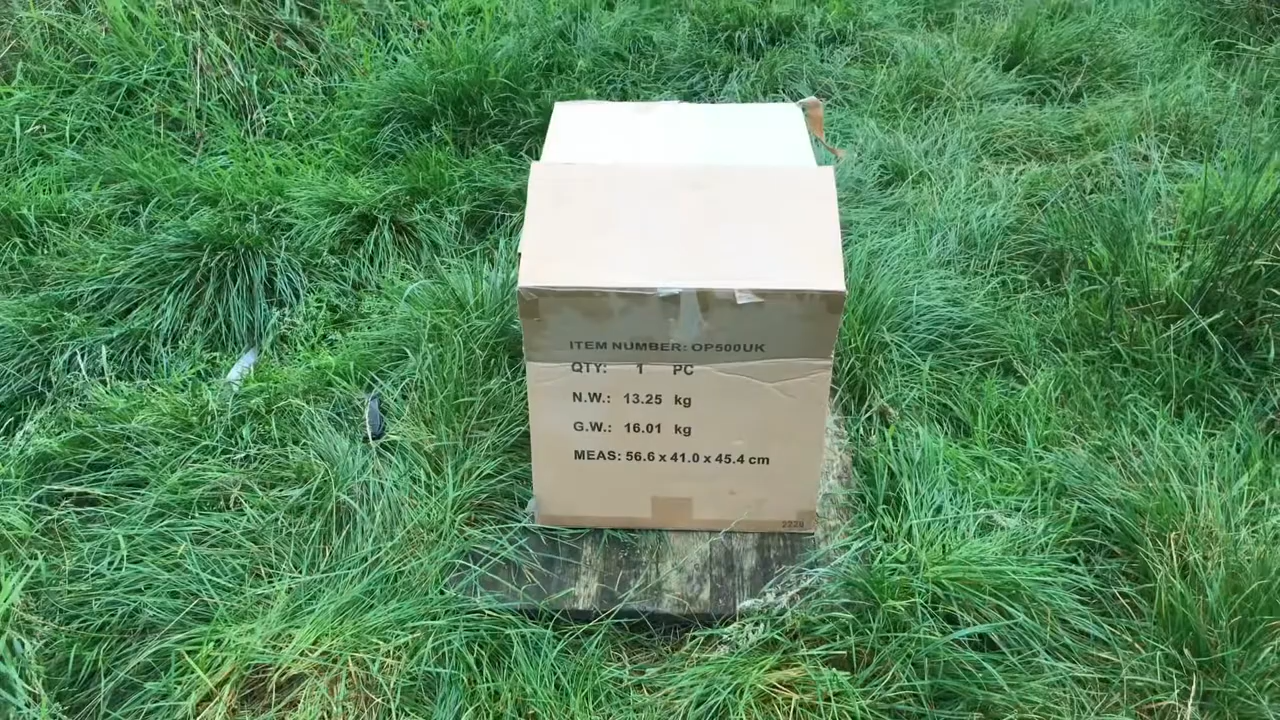 ITEM NUMBER: OP500UK
QTY: 1 PC
N.W.: 13.25 kg
G.W.: 16.01 kg
MEAS: 56.6 x 41.0 x 45.4 cm